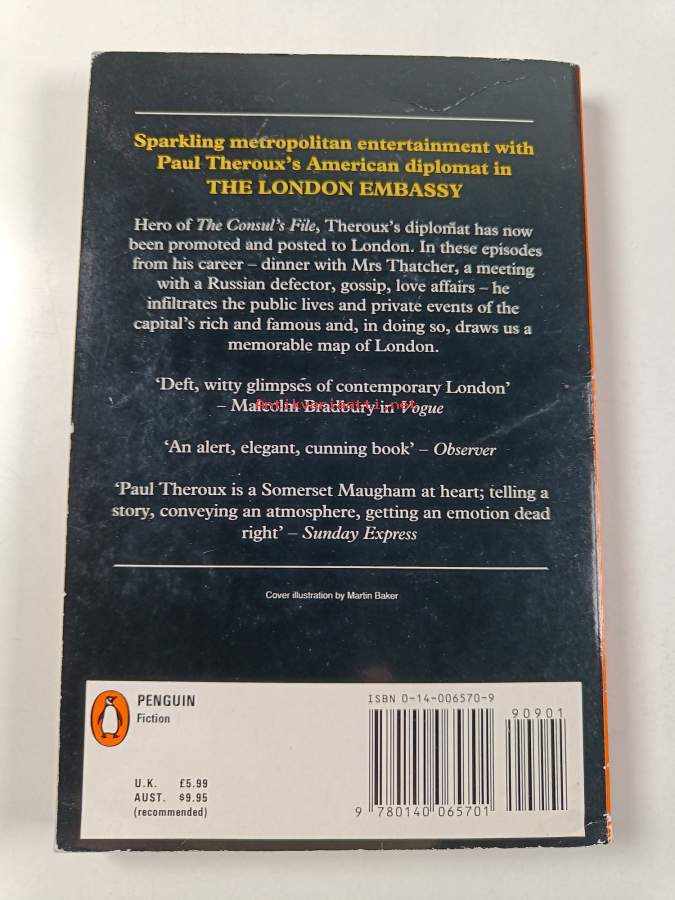 Sparkling metropolitan entertainment with
Paul Theroux's American diplomat in
THE LONDON EMBASSY
Hero of The Consul's File, Theroux's diplomat has now
been promoted and posted to London. In these episodes
from his career – dinner with Mrs Thatcher, a meeting
with a Russian defector, gossip, love affairs – he
infiltrates the public lives and private events of the
capital's rich and famous and, in doing so, draws us a
memorable map of London.
'Deft, witty glimpses of contemporary London'
– Malcolm Bradbury in Vogue
Antikvariaatti.net
'An alert, elegant, cunning book' – Observer
'Paul Theroux is a Somerset Maugham at heart; telling a
story, conveying an atmosphere, getting an emotion dead
right' – Sunday Express
Cover illustration by Martin Baker
PENGUIN
Fiction
U.K. £5.99
AUST. $9.95
(recommended)
ISBN 0-14-006570-9
90901
9 780140 065701